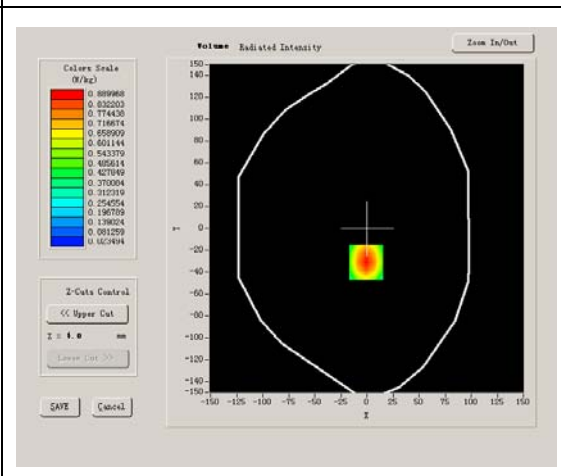 Volume Radiated Intensity
Zoom In/Out
Colors Scale
(W/kg)
0.889968
0.832203
0.774438
0.716674
0.658909
0.601144
0.543379
0.485614
0.427849
0.370084
0.312319
0.254554
0.196789
0.139024
0.081259
0.023494
150
140
120
100
80
60
40
20
0
-20
-40
-60
-80
-100
-120
-140
-150
Y
-150 -125 -100 -75 -50 -25 0 25 50 75 100 125 150
X
Z-Cuts Control
<< Upper Cut
Z = 4.0 mm
Lower Cut >>
SAVE
Cancel